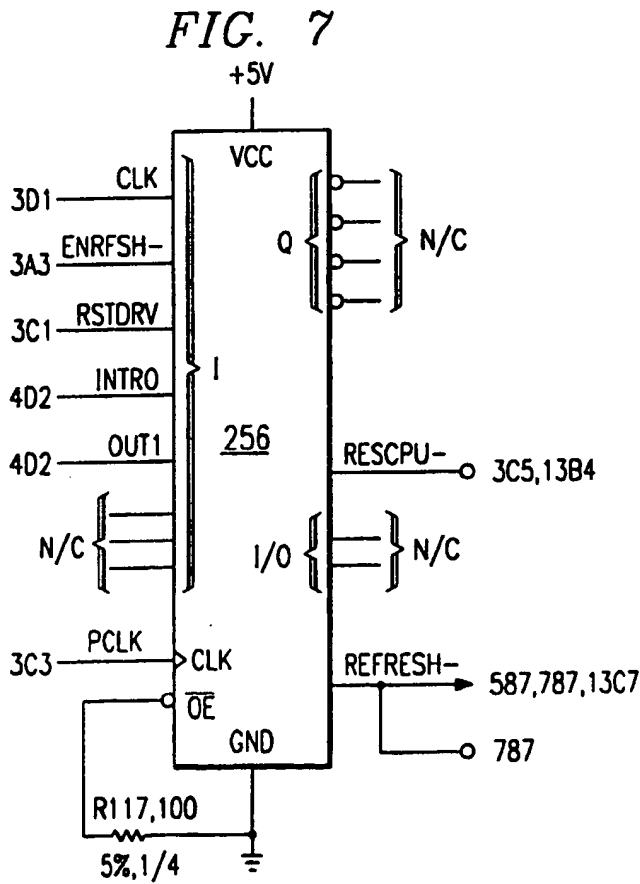 FIG. 7
+5V
VCC
3D1 CLK
3A3 ENRFSH-
3C1 RSTDRV
4D2 INTRO
4D2 OUT1
N/C
I
Q
N/C
256
RESCPU- 3C5,13B4
I/O
N/C
3C3 PCLK
CLK
OE
REFRESH- 587,787,13C7
787
GND
R117,100
5%,1/4